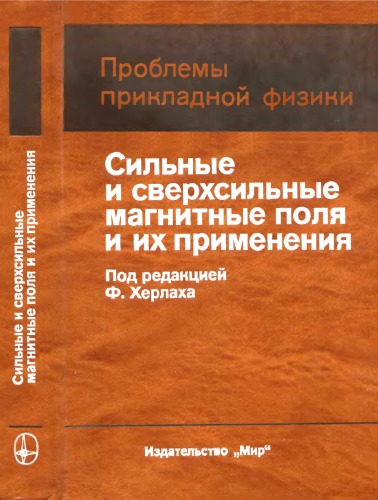 Проблемы
прикладной физики
Сильные
и сверхсильные
магнитные поля
и их применения
Под редакцией
Ф. Херлаха
Издательство „Мир“
Сильные и сверхсильные
магнитные поля и их применения